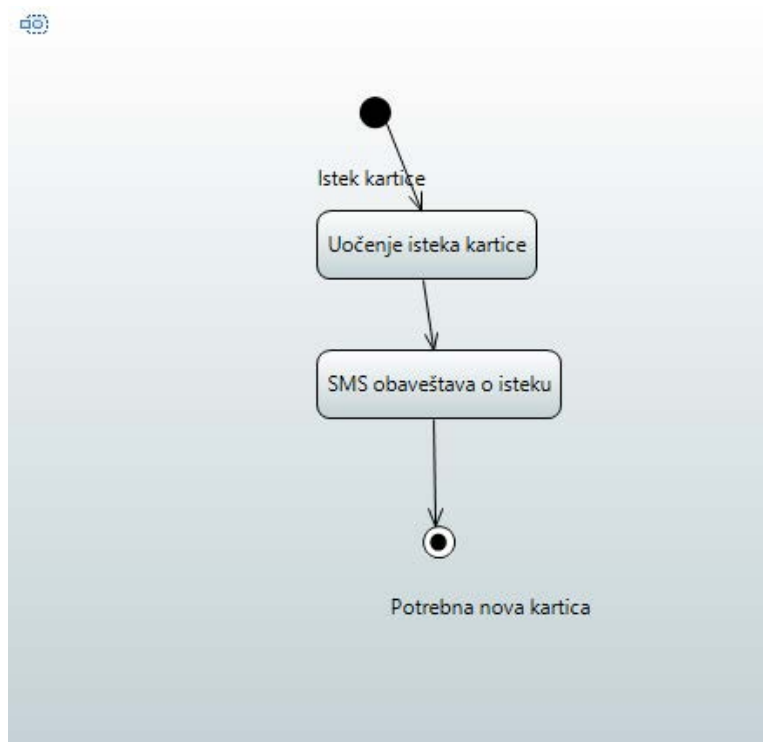 Istek kartice
Uočenje isteka kartice
SMS obaveštava o isteku
Potrebna nova kartica